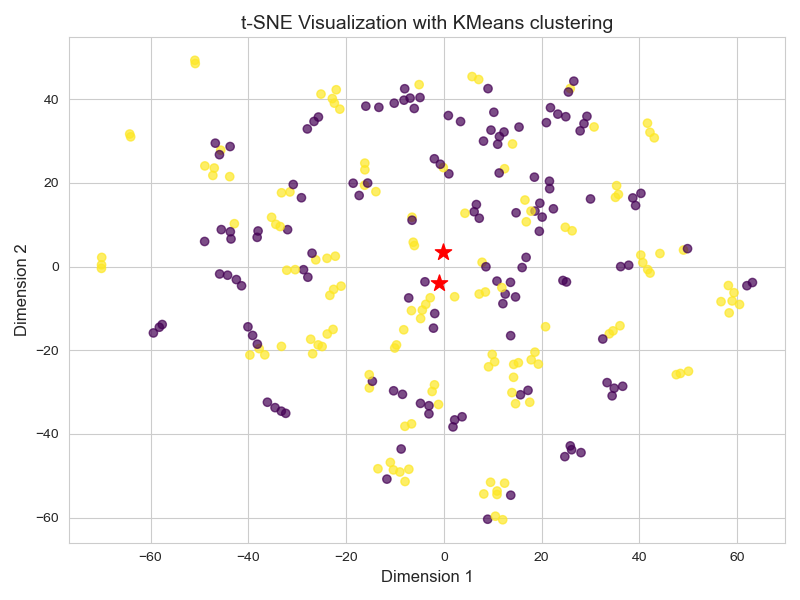 t-SNE Visualization with KMeans clustering
Dimension 2
40
20
0
−20
−40
−60
−60 −40 −20 0 20 40 60
Dimension 1